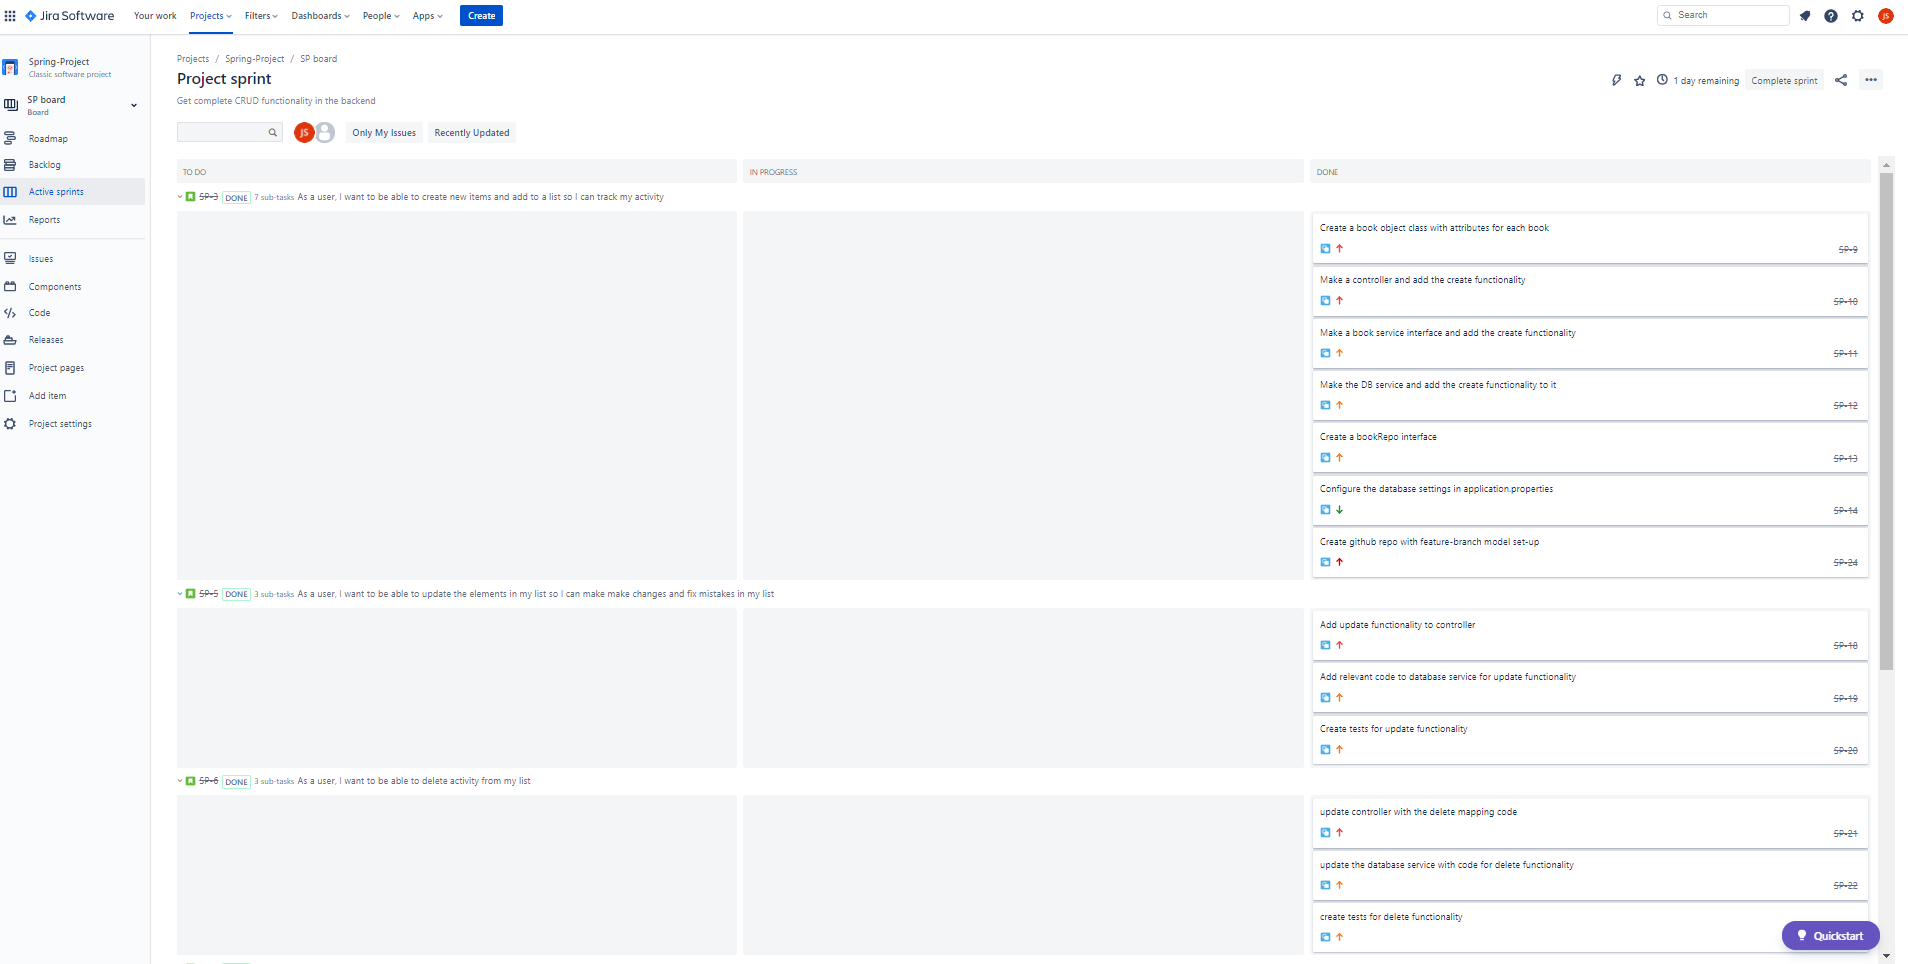 Jira Software
Your work
Projects
Filters
Dashboards
People
Apps
Create
Search
JS
Spring-Project
Classic software project
SP board
Board
Roadmap
Backlog
Active sprints
Reports
Issues
Components
Code
Releases
Project pages
Add item
Project settings
Projects / Spring-Project / SP board
Project sprint
Get complete CRUD functionality in the backend
1 day remaining
Complete sprint
JS
Only My Issues
Recently Updated
TO DO
IN PROGRESS
DONE
SP-3 DONE 7 sub-tasks As a user, I want to be able to create new items and add to a list so I can track my activity
Create a book object class with attributes for each book
SP-9
Make a controller and add the create functionality
SP-10
Make a book service interface and add the create functionality
SP-11
Make the DB service and add the create functionality to it
SP-12
Create a bookRepo interface
SP-13
Configure the database settings in application.properties
SP-14
Create github repo with feature-branch model set-up
SP-24
SP-5 DONE 3 sub-tasks As a user, I want to be able to update the elements in my list so I can make make changes and fix mistakes in my list
Add update functionality to controller
SP-18
Add relevant code to database service for update functionality
SP-19
Create tests for update functionality
SP-20
SP-6 DONE 3 sub-tasks As a user, I want to be able to delete activity from my list
update controller with the delete mapping code
SP-21
update the database service with code for delete functionality
SP-22
create tests for delete functionality
Quickstart